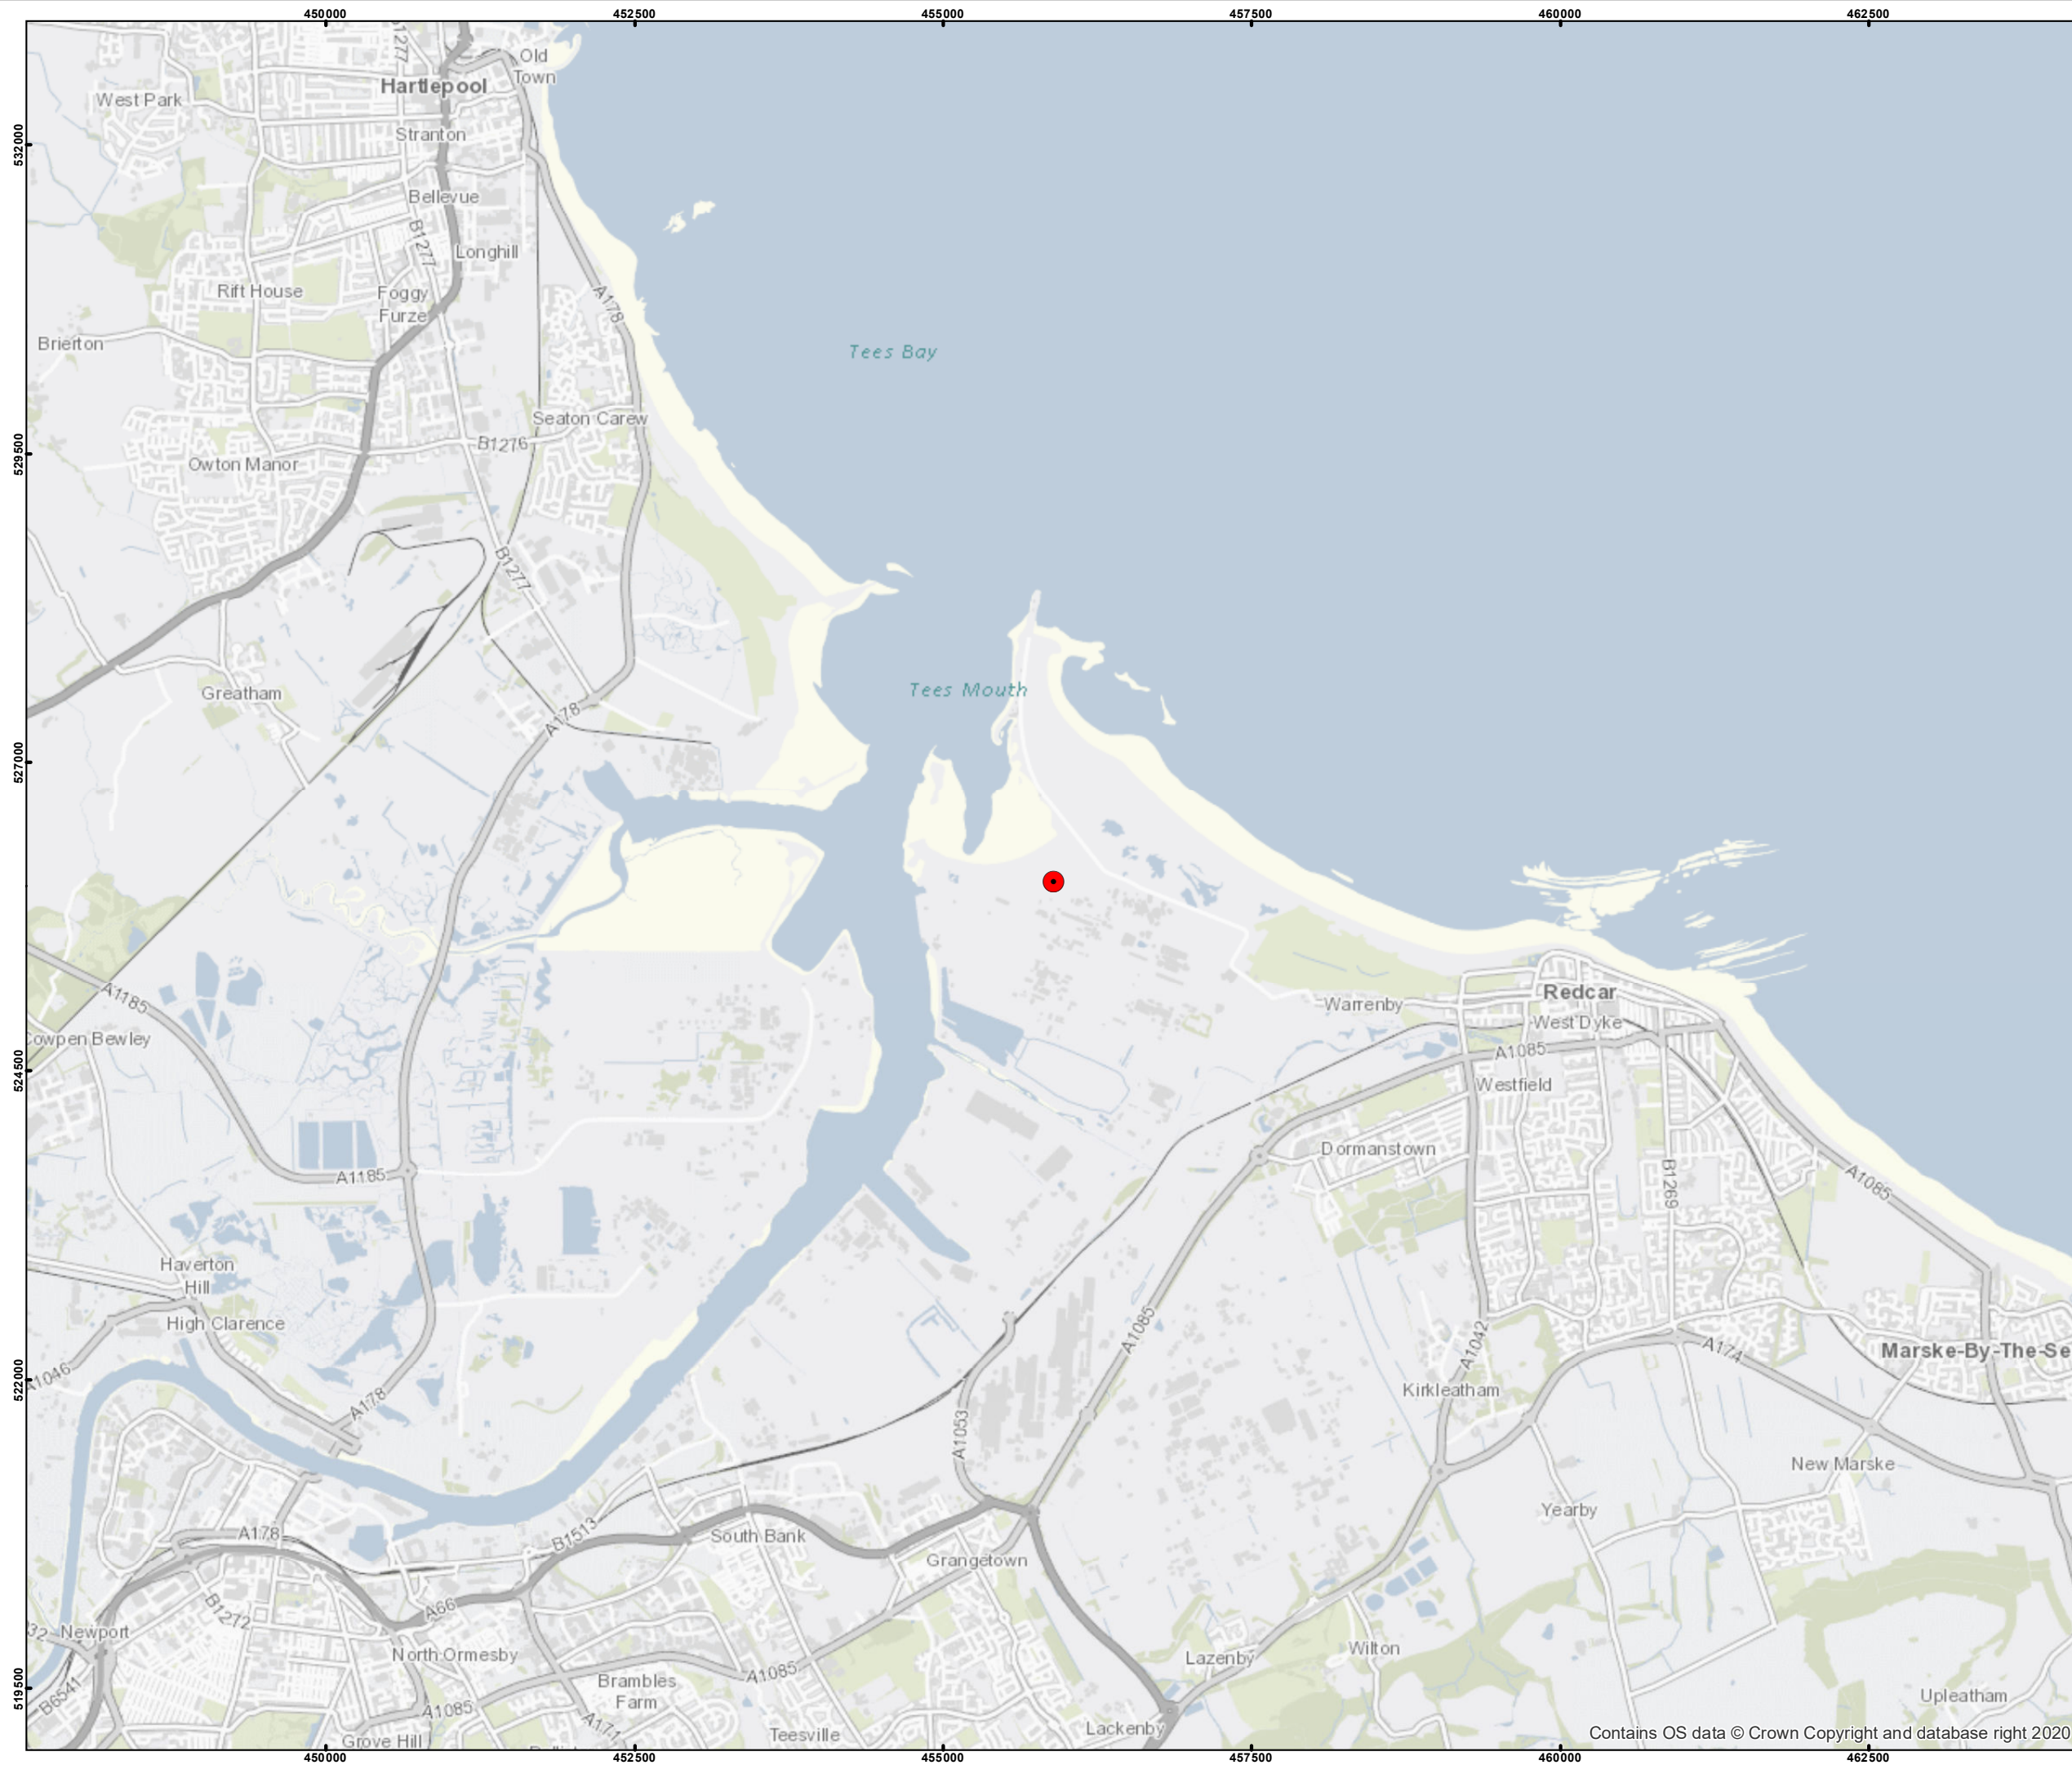 450000
452500
455000
457500
460000
462500
1277
Old
Town
Hartlepool
West Park
Stranton
532000
Bellevue
B1277
Longhill
Rift House
Foggy
Furze
A178
Brierton
Tees Bay
Seaton Carew
B1276
529500
Owton Manor
B1277
Greatham
Tees Mouth
A178
527000
A1185
Redcar
Warrenby
West Dyke
Cowpen Bewley
A1085
524500
Westfield
Dormanstown
A1185
B1269
A1085
Haverton
Hill
High Clarence
A1085
A1042
A174
Marske-By-The-Se
A1046
522000
A178
Kirkleatham
A1053
New Marske
Yearby
A178
B1513
South Bank
Grangetown
B1272
A66
32
Newport
North Ormesby
Lazenby
Wilton
A1085
519500
B6541
Brambles
Farm
Upleatham
A1085
A171
Teesville
Lackenby
Grove Hill
Contains OS data © Crown Copyright and database right 2020
450000
452500
455000
457500
460000
462500